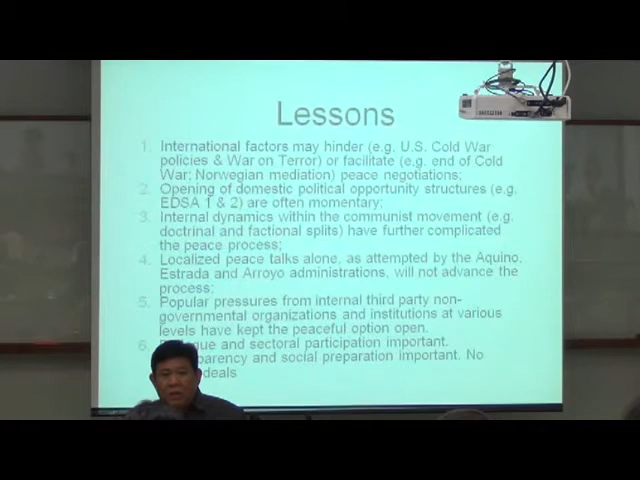 Lessons
1. International factors may hinder (e.g. U.S. Cold War
policies & War on Terror) or facilitate (e.g. end of Cold
War; Norwegian mediation) peace negotiations;
2. Opening of domestic political opportunity structures (e.g.
EDSA 1 & 2) are often momentary;
3. Internal dynamics within the communist movement (e.g.
doctrinal and factional splits) have further complicated
the peace process;
4. Localized peace talks alone, as attempted by the Aquino,
Estrada and Arroyo administrations, will not advance the
process;
5. Popular pressures from internal third party non-
governmental organizations and institutions at various
levels have kept the peaceful option open.
6. and sectoral participation important.
and social preparation important. No
deals